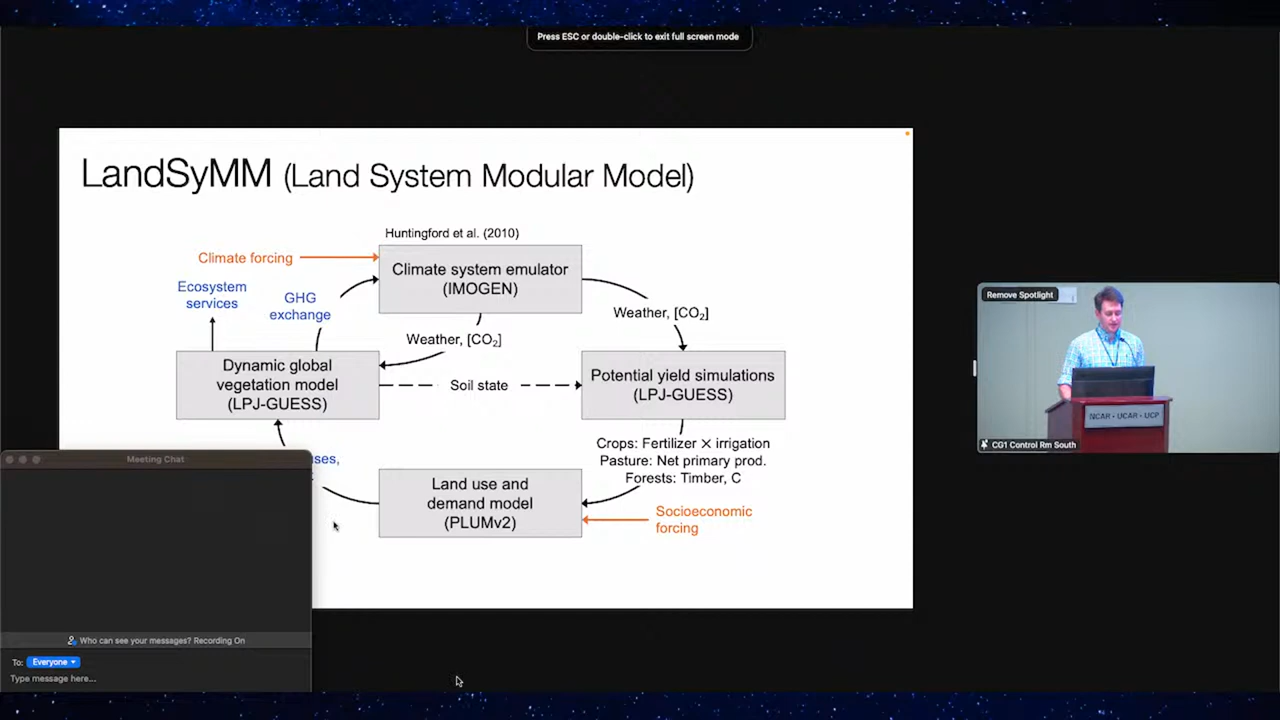 Press ESC or double-click to exit full screen mode
LandSyMM (Land System Modular Model)
Huntingford et al. (2010)
Climate forcing
Climate system emulator
(IMOGEN)
Ecosystem
services
GHG
exchange
Weather, [CO₂]
Weather, [CO₂]
Dynamic global
vegetation model
(LPJ-GUESS)
Soil state
Potential yield simulations
(LPJ-GUESS)
Crops: Fertilizer × irrigation
Pasture: Net primary prod.
Forests: Timber, C
Land use and
demand model
(PLUMv2)
Socioeconomic
forcing
Remove Spotlight
NCAR • UCAR • UCP
CG1 Control Rm South
Meeting Chat
Who can see your messages? Recording On
To: Everyone
Type message here...